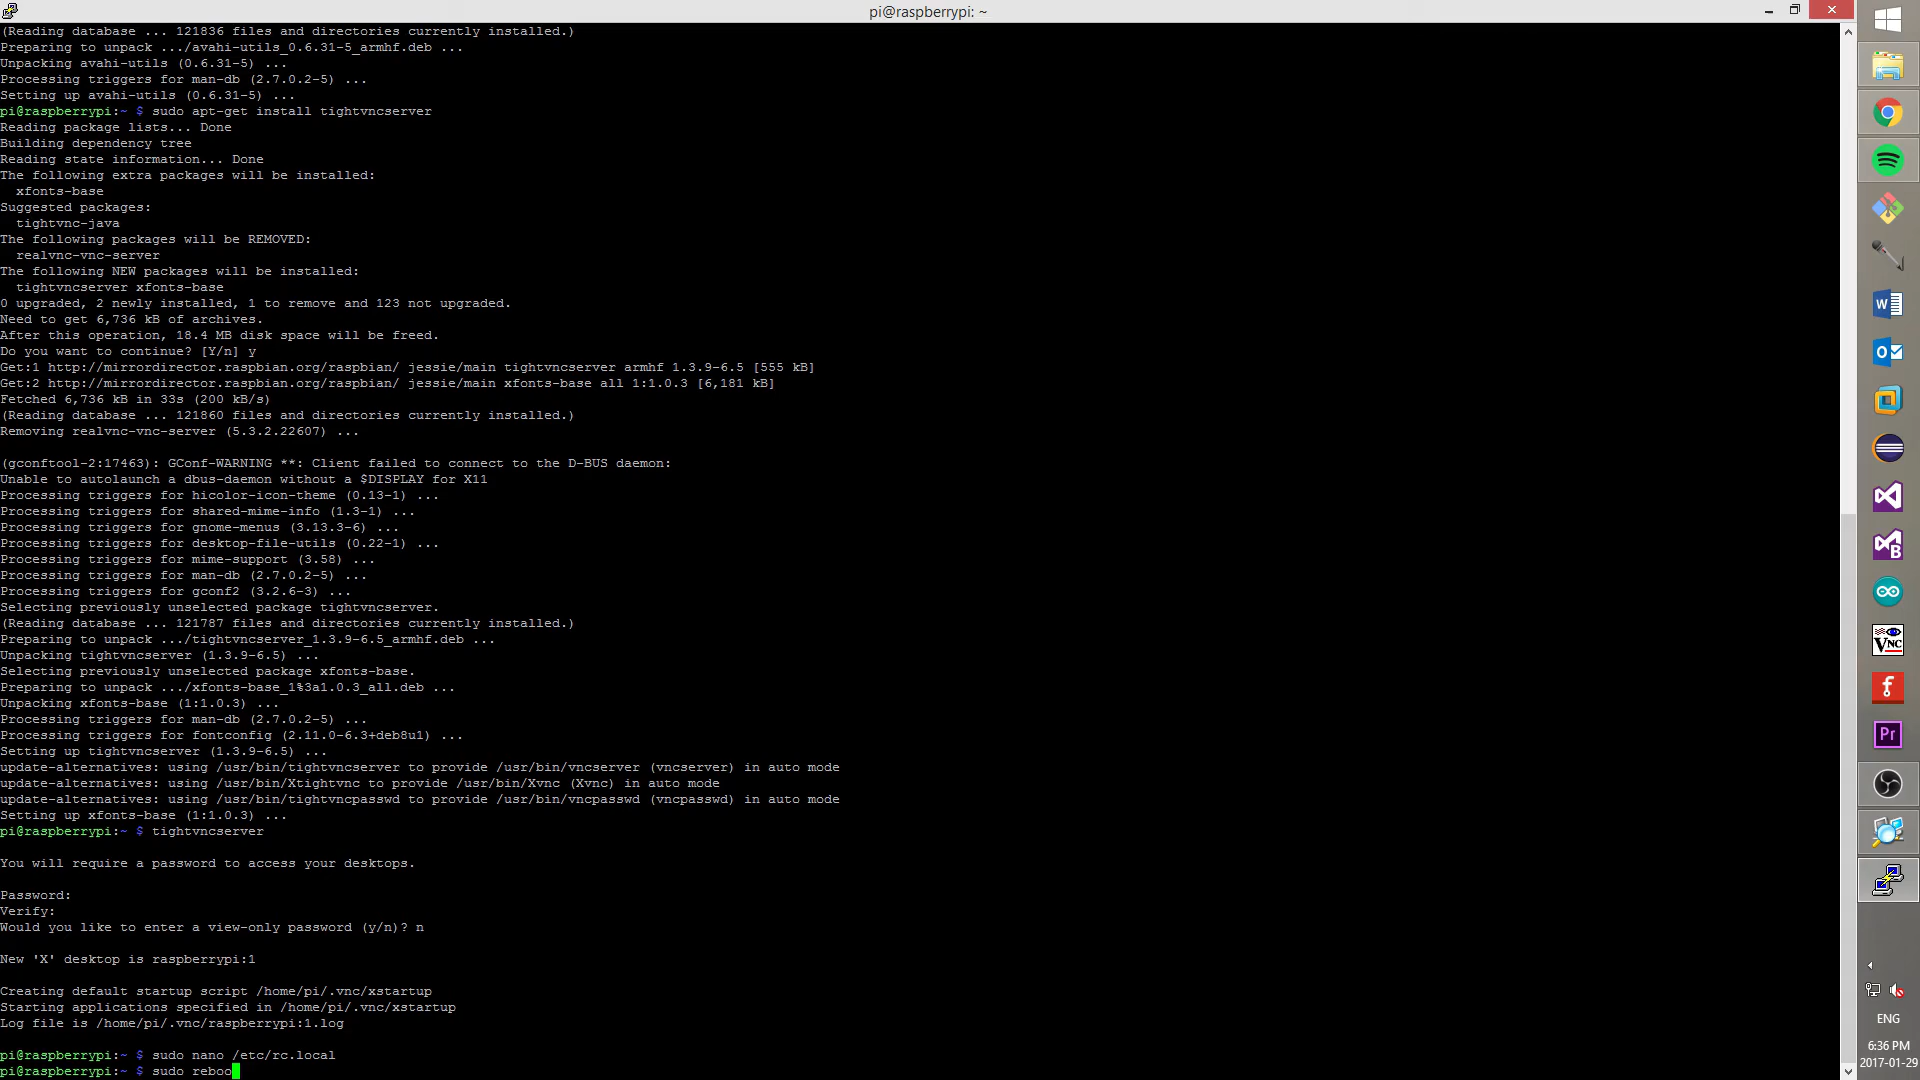 pi@raspberrypi: ~
(Reading database ... 121836 files and directories currently installed.)
Preparing to unpack .../avahi-utils_0.6.31-5_armhf.deb ...
Unpacking avahi-utils (0.6.31-5) ...
Processing triggers for man-db (2.7.0.2-5) ...
Setting up avahi-utils (0.6.31-5) ...
pi@raspberrypi:~ $ sudo apt-get install tightvncserver
Reading package lists... Done
Building dependency tree
Reading state information... Done
The following extra packages will be installed:
  xfonts-base
Suggested packages:
  tightvnc-java
The following packages will be REMOVED:
  realvnc-vnc-server
The following NEW packages will be installed:
  tightvncserver xfonts-base
0 upgraded, 2 newly installed, 1 to remove and 123 not upgraded.
Need to get 6,736 kB of archives.
After this operation, 18.4 MB disk space will be freed.
Do you want to continue? [Y/n] y
Get:1 http://mirrordirector.raspbian.org/raspbian/ jessie/main tightvncserver armhf 1.3.9-6.5 [555 kB]
Get:2 http://mirrordirector.raspbian.org/raspbian/ jessie/main xfonts-base all 1:1.0.3 [6,181 kB]
Fetched 6,736 kB in 33s (200 kB/s)
(Reading database ... 121860 files and directories currently installed.)
Removing realvnc-vnc-server (5.3.2.22607) ...
(gconftool-2:17463): GConf-WARNING **: Client failed to connect to the D-BUS daemon:
Unable to autolaunch a dbus-daemon without a $DISPLAY for X11
Processing triggers for hicolor-icon-theme (0.13-1) ...
Processing triggers for shared-mime-info (1.3-1) ...
Processing triggers for gnome-menus (3.13.3-6) ...
Processing triggers for desktop-file-utils (0.22-1) ...
Processing triggers for mime-support (3.58) ...
Processing triggers for man-db (2.7.0.2-5) ...
Processing triggers for gconf2 (3.2.6-3) ...
Selecting previously unselected package tightvncserver.
(Reading database ... 121787 files and directories currently installed.)
Preparing to unpack .../tightvncserver_1.3.9-6.5_armhf.deb ...
Unpacking tightvncserver (1.3.9-6.5) ...
Selecting previously unselected package xfonts-base.
Preparing to unpack .../xfonts-base_1%3a1.0.3_all.deb ...
Unpacking xfonts-base (1:1.0.3) ...
Processing triggers for man-db (2.7.0.2-5) ...
Processing triggers for fontconfig (2.11.0-6.3+deb8u1) ...
Setting up tightvncserver (1.3.9-6.5) ...
update-alternatives: using /usr/bin/tightvncserver to provide /usr/bin/vncserver (vncserver) in auto mode
update-alternatives: using /usr/bin/Xtightvnc to provide /usr/bin/Xvnc (Xvnc) in auto mode
update-alternatives: using /usr/bin/tightvncpasswd to provide /usr/bin/vncpasswd (vncpasswd) in auto mode
Setting up xfonts-base (1:1.0.3) ...
pi@raspberrypi:~ $ tightvncserver
You will require a password to access your desktops.
Password:
Verify:
Would you like to enter a view-only password (y/n)? n
New 'X' desktop is raspberrypi:1
Creating default startup script /home/pi/.vnc/xstartup
Starting applications specified in /home/pi/.vnc/xstartup
Log file is /home/pi/.vnc/raspberrypi:1.log
pi@raspberrypi:~ $ sudo nano /etc/rc.local
pi@raspberrypi:~ $ sudo reboo
W
O
B
VNC
f
Pr
ENG
6:36 PM
2017-01-29